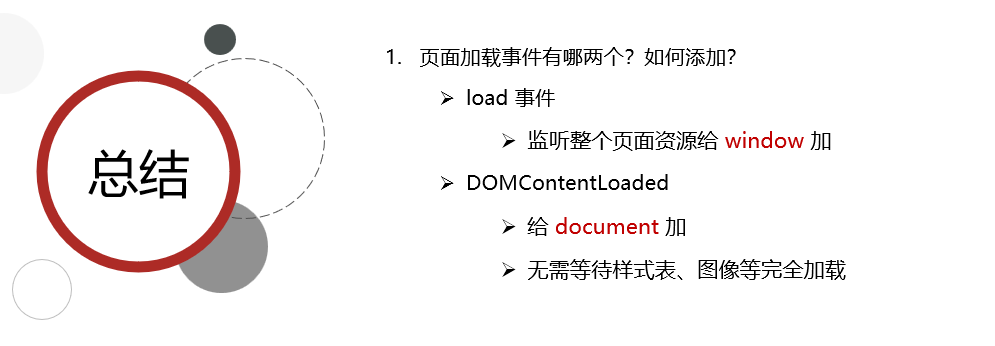 总结
1. 页面加载事件有哪两个？如何添加？
➢ load 事件
➢ 监听整个页面资源给 window 加
➢ DOMContentLoaded
➢ 给 document 加
➢ 无需等待样式表、图像等完全加载